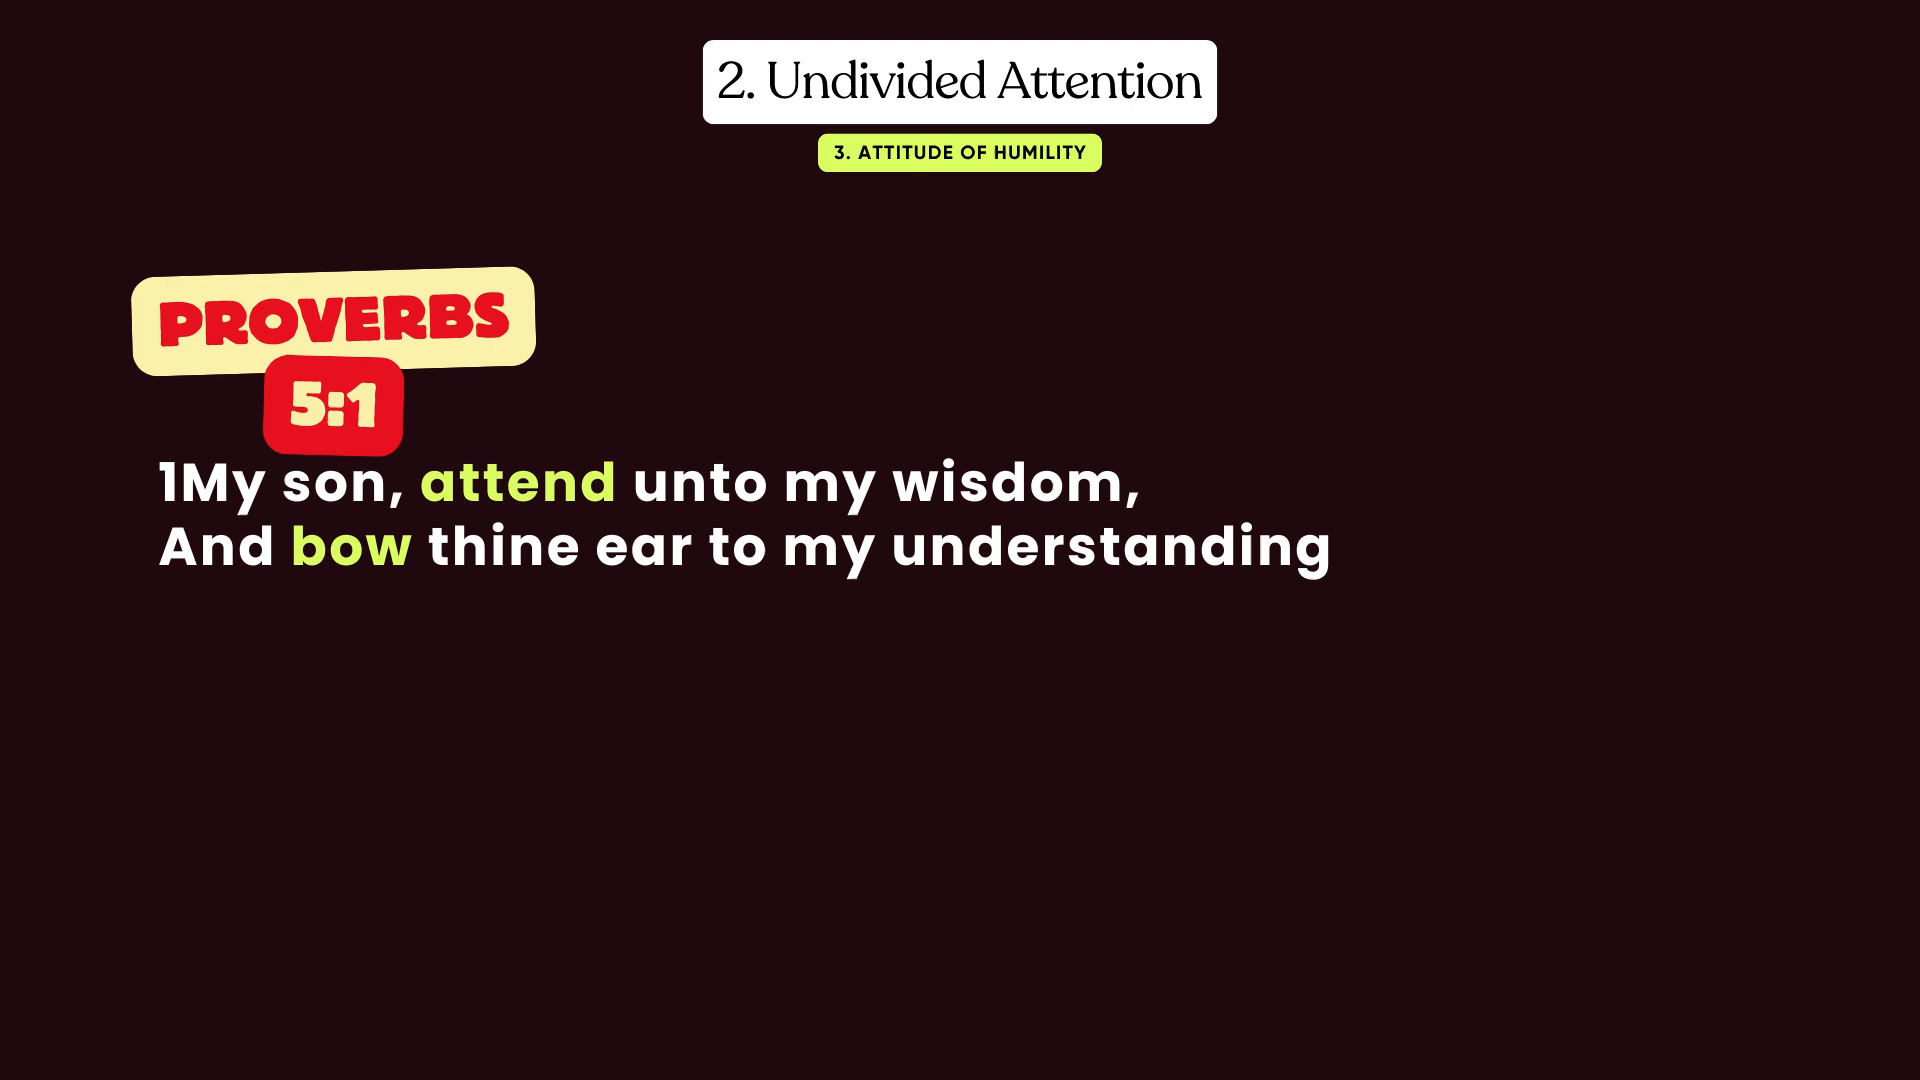 2. Undivided Attention
3. ATTITUDE OF HUMILITY
PROVERBS
5:1
1My son, attend unto my wisdom,
And bow thine ear to my understanding